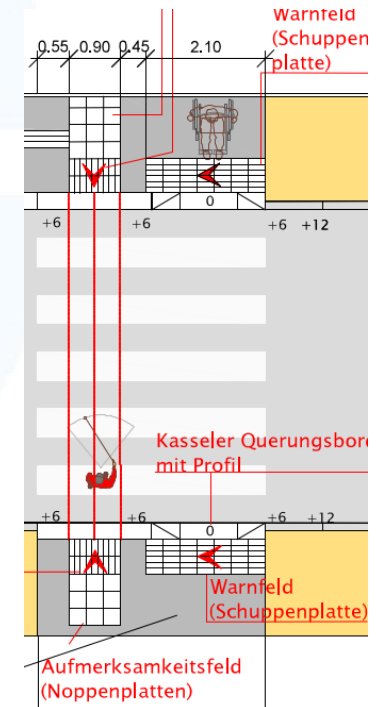 Warnfeld
(Schuppen
platte)
0.55 0.90 0.45 2.10
0
+6 +6 +6 +12
Kasseler Querungsbord
mit Profil
+6 +6 +6 +12
0
Warnfeld
(Schuppenplatte)
Aufmerksamkeitsfeld
(Noppenplatten)